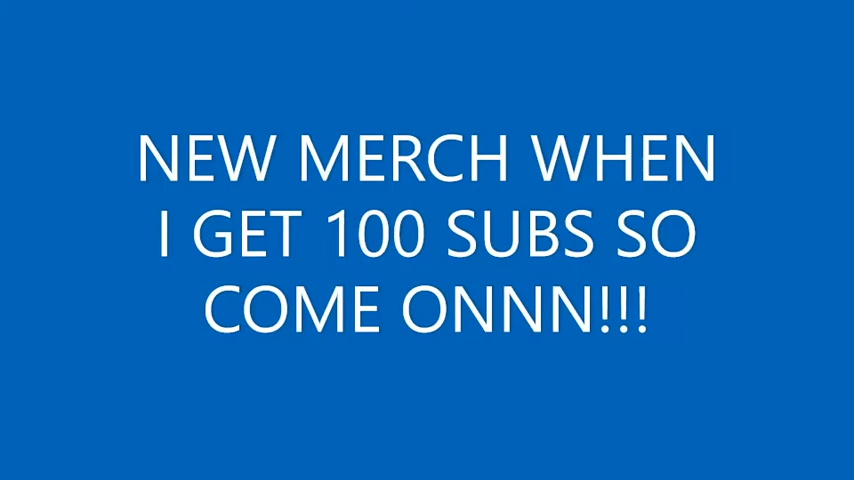 NEW MERCH WHEN
I GET 100 SUBS SO
COME ONNN!!!